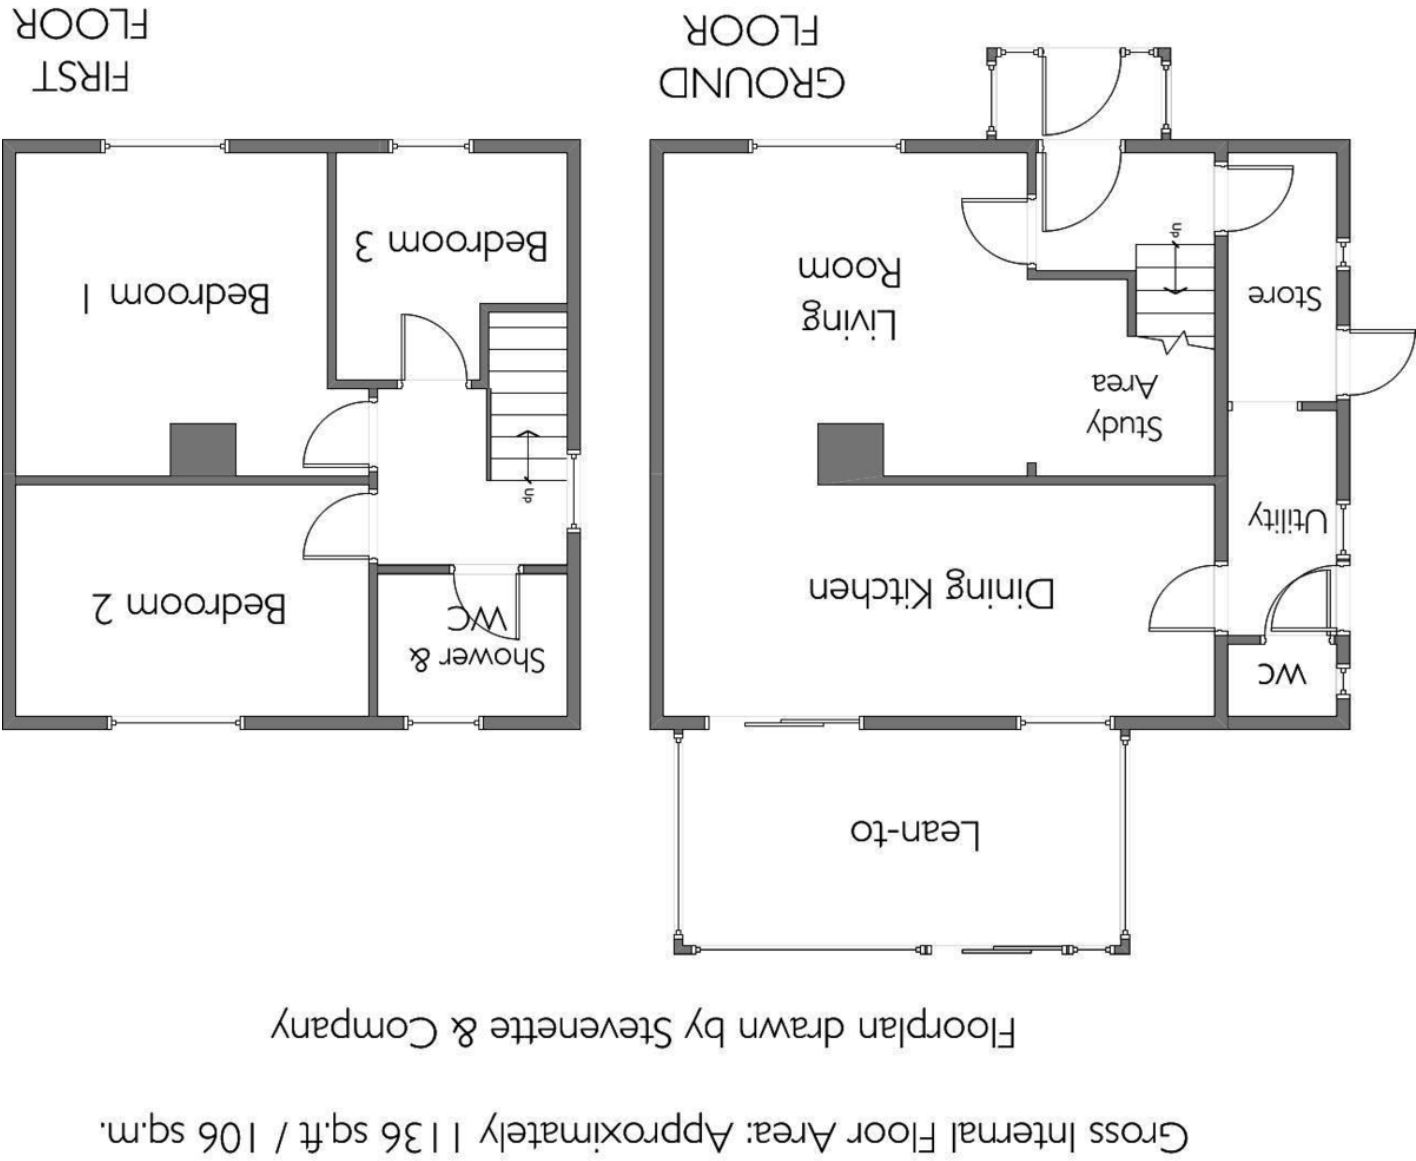 Gross Internal Floor Area: Approximately 1136 sq.ft / 106 sq.m.
Floorplan drawn by Stevenette & Company
Lean-to
WC
Dining Kitchen
Utility
Study
Area
Living
Room
Store
Up
GROUND
FLOOR
Shower &
WC
Bedroom 2
Up
Bedroom 1
Bedroom 3
FIRST
FLOOR